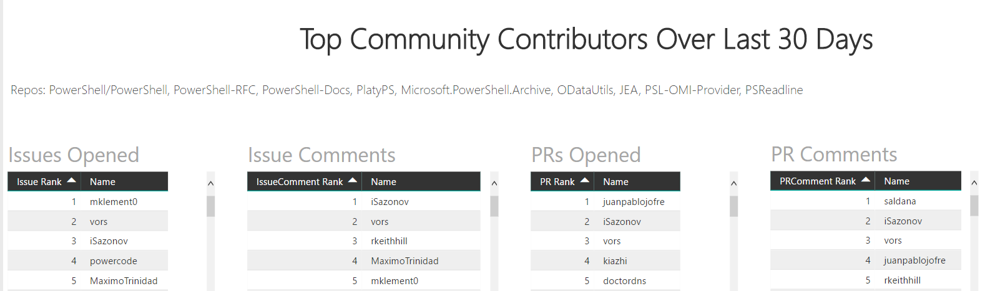 Top Community Contributors Over Last 30 Days
Repos: PowerShell/PowerShell, PowerShell-RFC, PowerShell-Docs, PlatyPS, Microsoft.PowerShell.Archive, ODataUtils, JEA, PSL-OMI-Provider, PSReadline
Issues Opened
Issue Rank Name
1 mklement0
2 vors
3 iSazonov
4 powercode
5 MaximoTrinidad
Issue Comments
IssueComment Rank Name
1 iSazonov
2 vors
3 rkeithhill
4 MaximoTrinidad
5 mklement0
PRs Opened
PR Rank Name
1 juanpablojofre
2 iSazonov
3 vors
4 kiazhi
5 doctordns
PR Comments
PRComment Rank Name
1 saldana
2 iSazonov
3 vors
4 juanpablojofre
5 rkeithhill